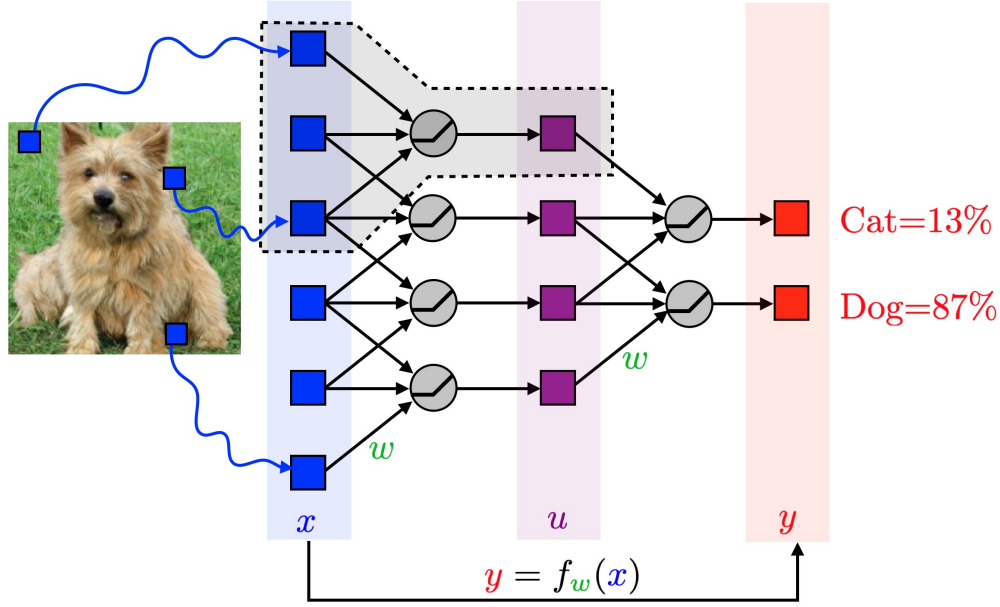 Cat=13%
Dog=87%
w
w
x
u
y
y = f_w(x)